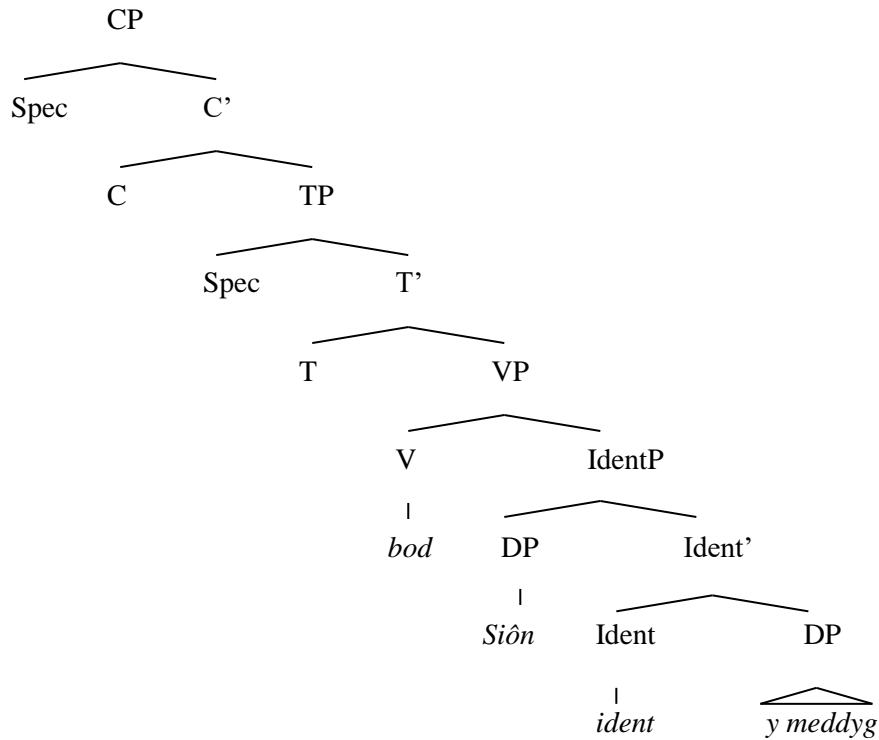 CP
Spec C’
C TP
Spec T’
T VP
V IdentP
bod DP Ident’
Siôn Ident DP
ident y meddyg